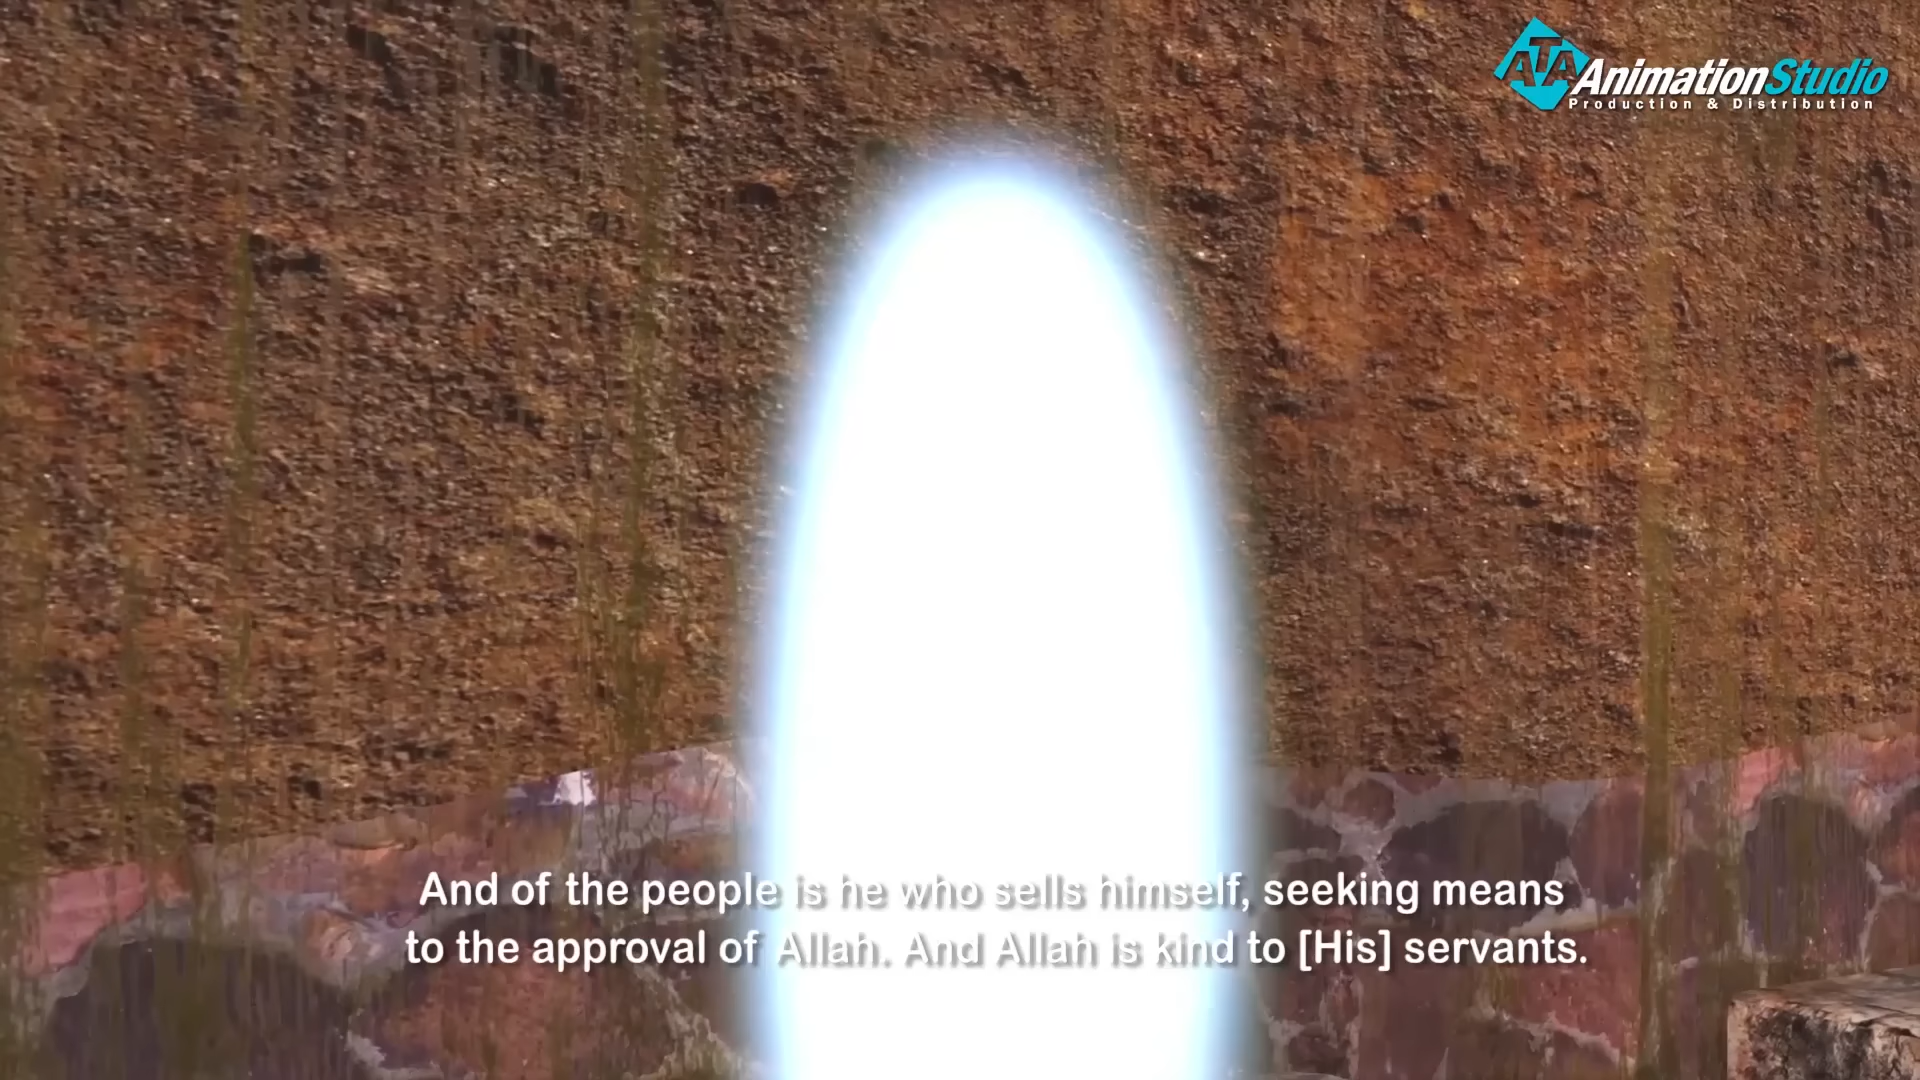 ATA AnimationStudio
Production & Distribution
And of the people is he who sells himself, seeking means
to the approval of Allah. And Allah is kind to [His] servants.